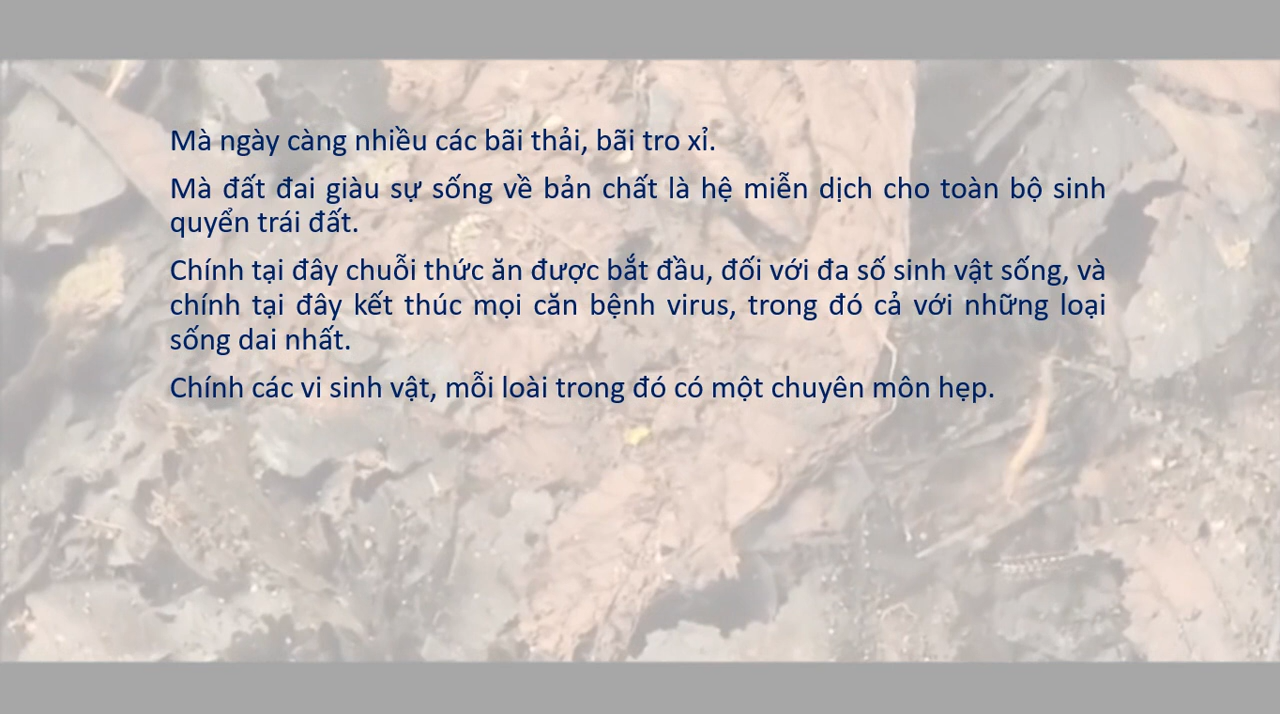 Mà ngày càng nhiều các bãi thải, bãi tro xỉ.
Mà đất đai giàu sự sống về bản chất là hệ miễn dịch cho toàn bộ sinh
quyển trái đất.
Chính tại đây chuỗi thức ăn được bắt đầu, đối với đa số sinh vật sống, và
chính tại đây kết thúc mọi căn bệnh virus, trong đó cả với những loại
sống dai nhất.
Chính các vi sinh vật, mỗi loài trong đó có một chuyên môn hẹp.